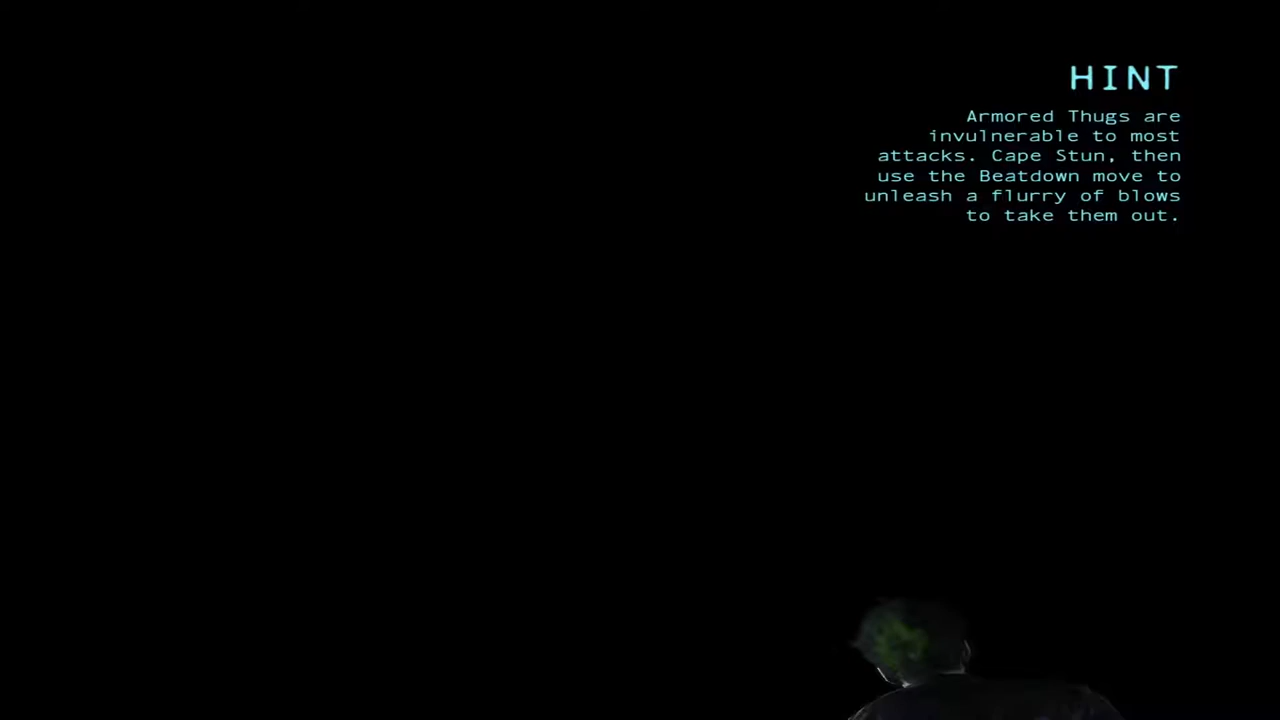 HINT
Armored Thugs are
invulnerable to most
attacks. Cape Stun, then
use the Beatdown move to
unleash a flurry of blows
to take them out.